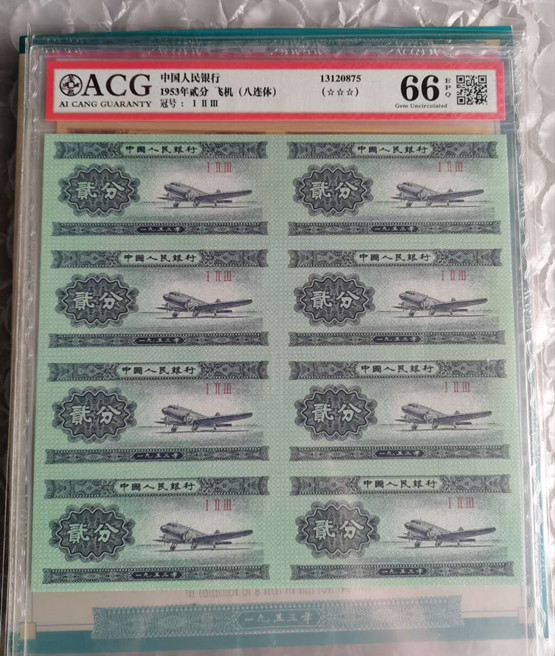 ACG
AI CANG GUARANTY
中国人民银行
1953年贰分 飞机（八连体）
冠号： Ⅰ Ⅱ Ⅲ
13120875
(☆☆☆)
66
EPQ
Gem Uncirculated
中國人民銀行 中國人民銀行
Ⅰ Ⅱ Ⅲ Ⅰ Ⅱ Ⅲ
貳分 貳分
一九五三年 一九五三年
中國人民銀行 中國人民銀行
Ⅰ Ⅱ Ⅲ Ⅰ Ⅱ Ⅲ
貳分 貳分
一九五三年 一九五三年
中國人民銀行 中國人民銀行
Ⅰ Ⅱ Ⅲ Ⅰ Ⅱ Ⅲ
貳分 貳分
一九五三年 一九五三年
中國人民銀行 中國人民銀行
Ⅰ Ⅱ Ⅲ Ⅰ Ⅱ Ⅲ
貳分 貳分
一九五三年 一九五三年
一九五三年